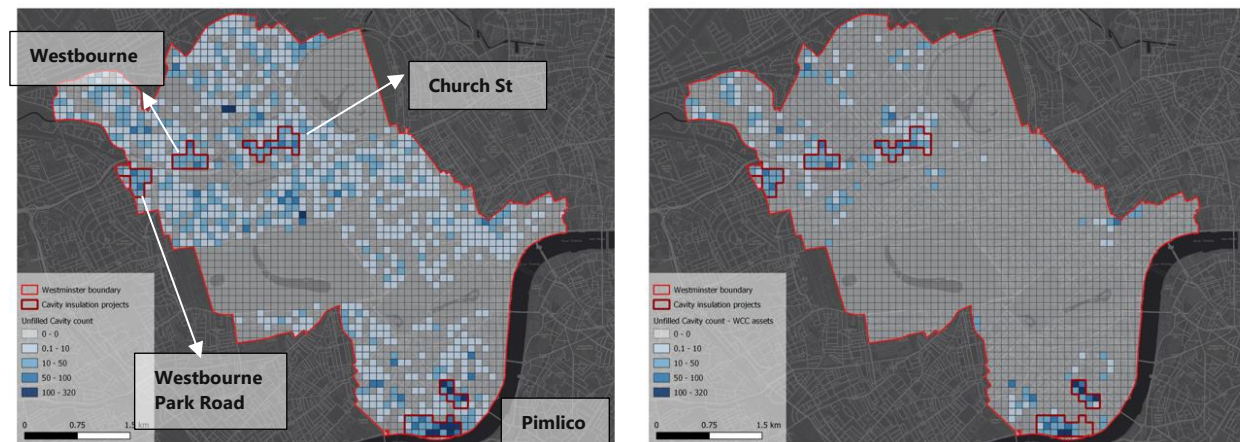 Westbourne
Church St
Westminster boundary
Cavity insulation projects
Unfilled Cavity count
0 - 0
0.1 - 10
10 - 50
50 - 100
100 - 320
0 0.75 1.5 km
Westbourne
Park Road
Pimlico
Westminster boundary
Cavity insulation projects
Unfilled Cavity count - WCC assets
0 - 0
0.1 - 10
10 - 50
50 - 100
100 - 320
0 0.75 1.5 km